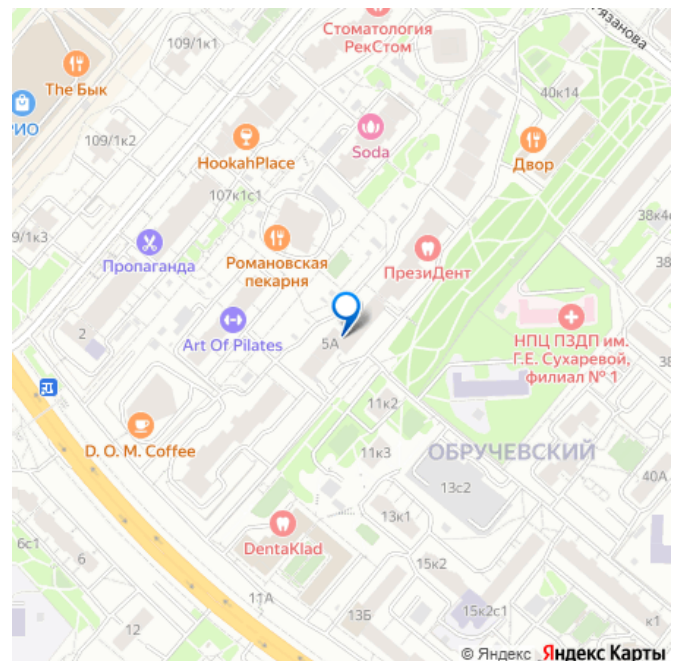 Стоматология
РекСтом
109/1к1
The Бык
40к14
РИО
109/1к2
HookahPlace
Soda
Двор
107к1с1
38к4
9/1к3
Пропаганда
Романовская
пекарня
ПрезиДент
38
2
Art Of Pilates
5А
НПЦ ПЗДП им.
Г.Е. Сухаревой,
филиал № 1
38
11к2
D. O. M. Coffee
11к3
ОБРУЧЕВСКИЙ
40А
13с2
13к1
DentaKlad
6с1
6
15к2
11А
13Б
12
15к2с1
к1
© Яндекс Яндекс Карты